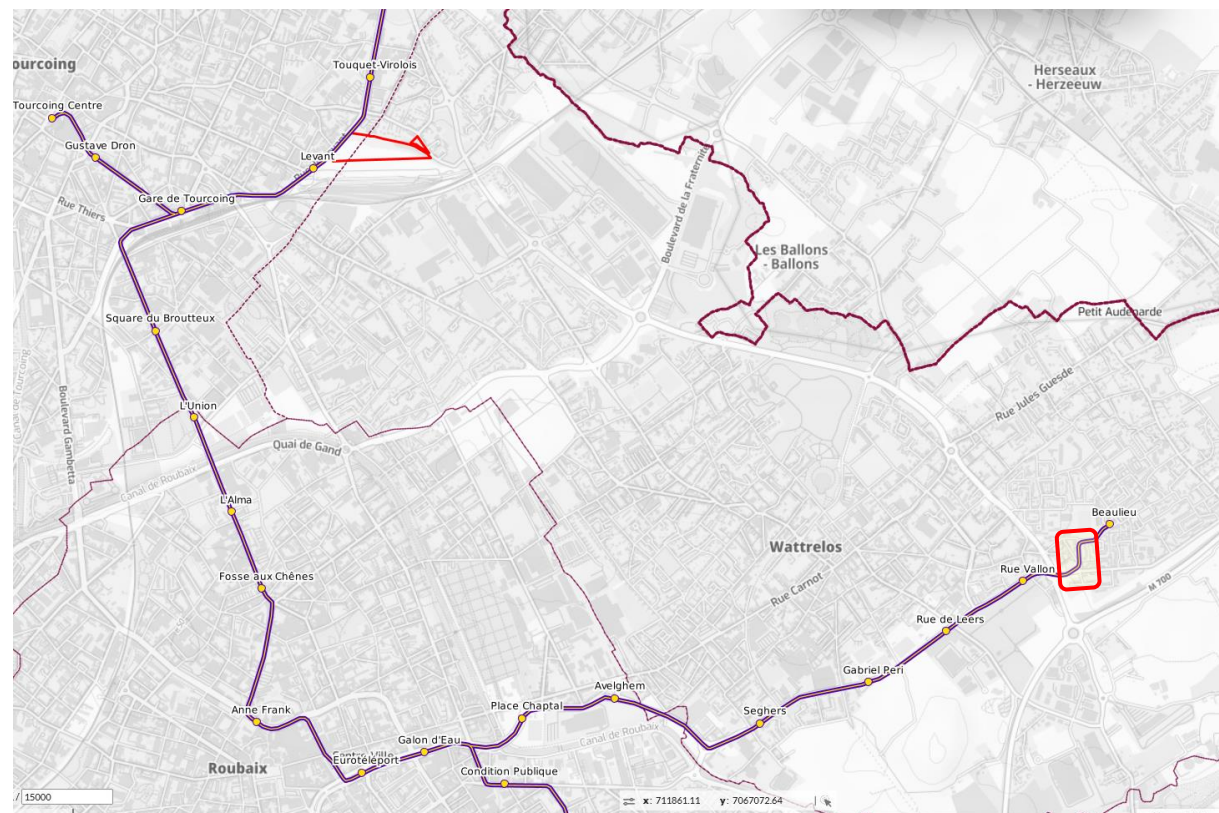 Touquet-Virolois
ourcoing
Herseaux
- Herzeeuw
Tourcoing Centre
Gustave Dron
Levant
Boulevard de la Fraternité
Gare de Tourcoing
Rue Thiers
Les Ballons
- Ballons
Petit Audenarde
Square du Broutteux
Canal de Tourcoing
Rue Jules Guesde
Boulevard Gambetta
L'Union
Quai de Gand
Canal de Roubaix
L'Alma
Beaulieu
Wattrelos
Rue Vallon
Fosse aux Chênes
M 700
Rue Carnot
Rue de Leers
Gabriel Peri
Avelghem
Place Chaptal
Anne Frank
Seghers
Canal de Roubaix
Galon d'Eau
Centre-Ville
Eurotéléport
Roubaix
Condition Publique
/ 15000
x: 711861.11 y: 7067072.64